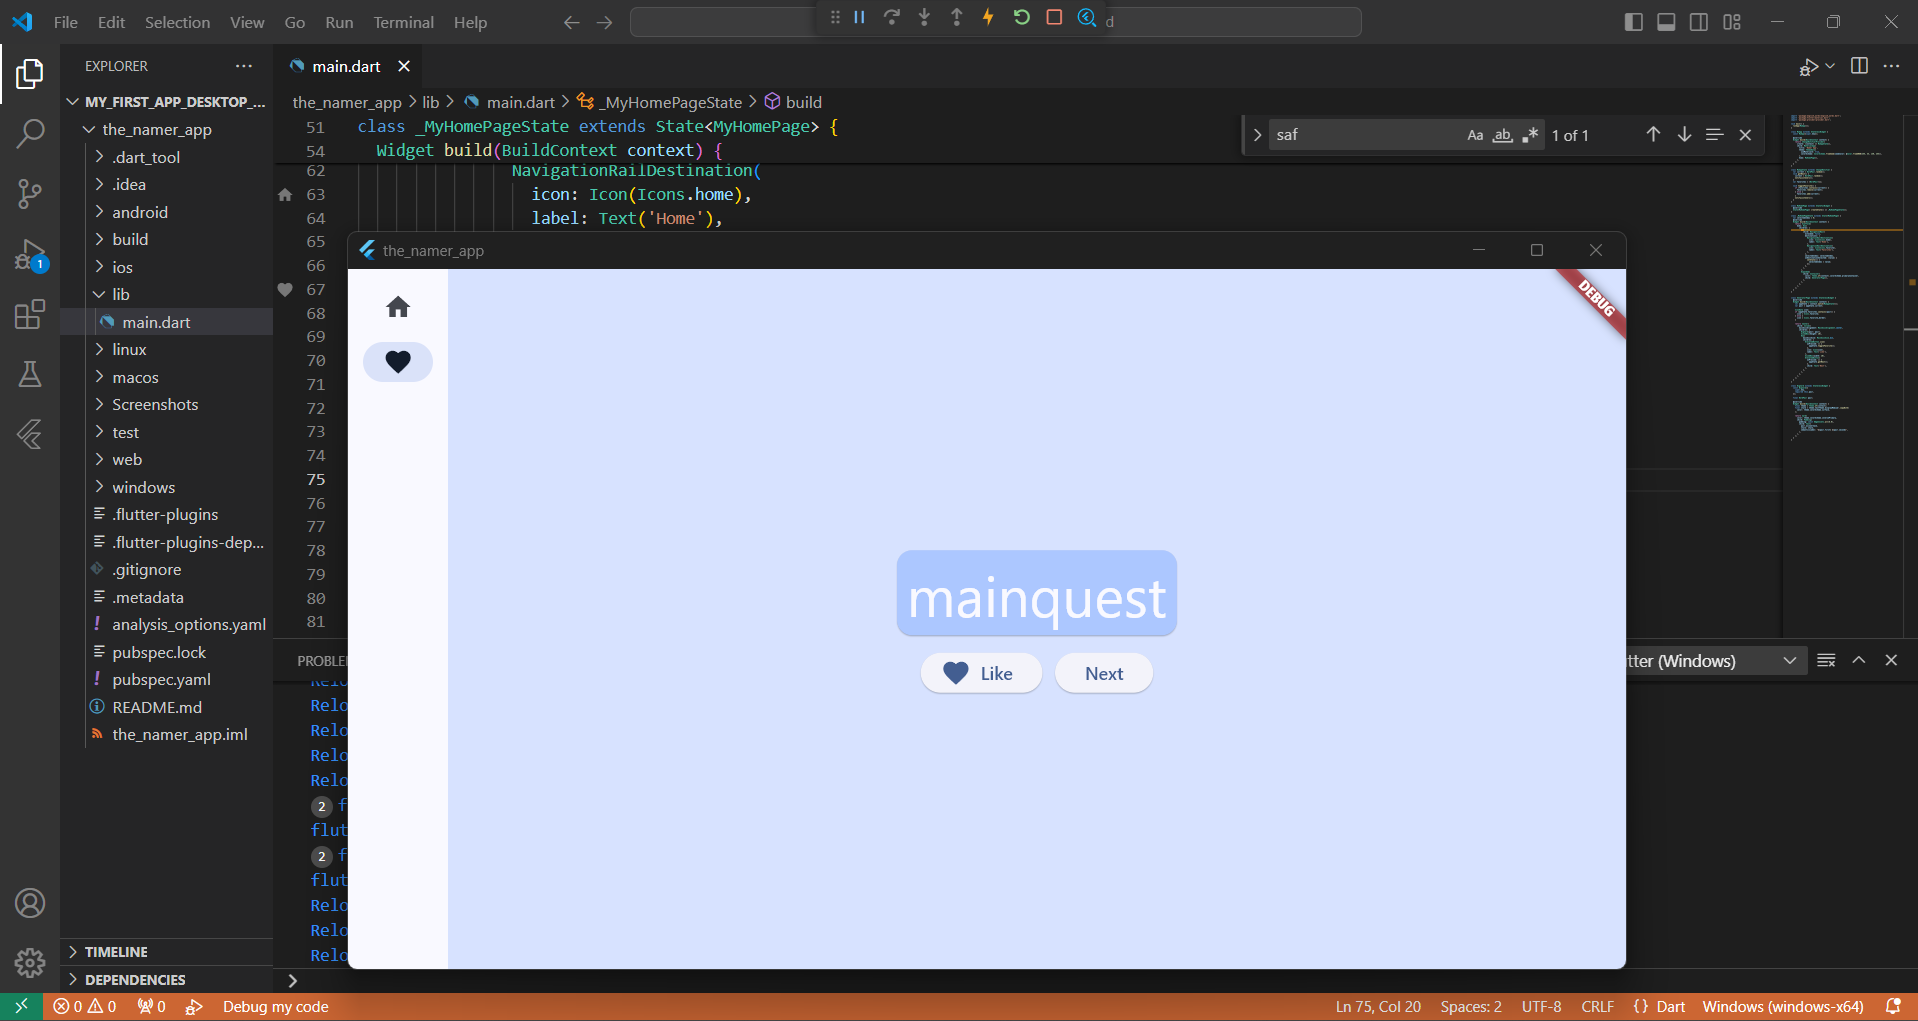 File Edit Selection View Go Run Terminal Help
d
EXPLORER
main.dart
MY_FIRST_APP_DESKTOP_...
the_namer_app
.dart_tool
.idea
android
build
ios
lib
main.dart
linux
macos
Screenshots
test
web
windows
.flutter-plugins
.flutter-plugins-dep...
.gitignore
.metadata
analysis_options.yaml
pubspec.lock
pubspec.yaml
README.md
the_namer_app.iml
TIMELINE
DEPENDENCIES
the_namer_app > lib > main.dart > _MyHomePageState > build
51 class _MyHomePageState extends State<MyHomePage> {
54 Widget build(BuildContext context) {
62 NavigationRailDestination(
63 icon: Icon(Icons.home),
64 label: Text('Home'),
65
66
67
68
69
70
71
72
73
74
75
76
77
78
79
80
81
saf Aa ab 1 of 1
the_namer_app
DEBUG
mainquest
Like Next
PROBLE
tter (Windows)
Relo
Relo
Relo
Relo
Relo
2 f
flut
2 f
flut
Relo
Relo
Relo
0 0 0 Debug my code
Ln 75, Col 20 Spaces: 2 UTF-8 CRLF {} Dart Windows (windows-x64)
1